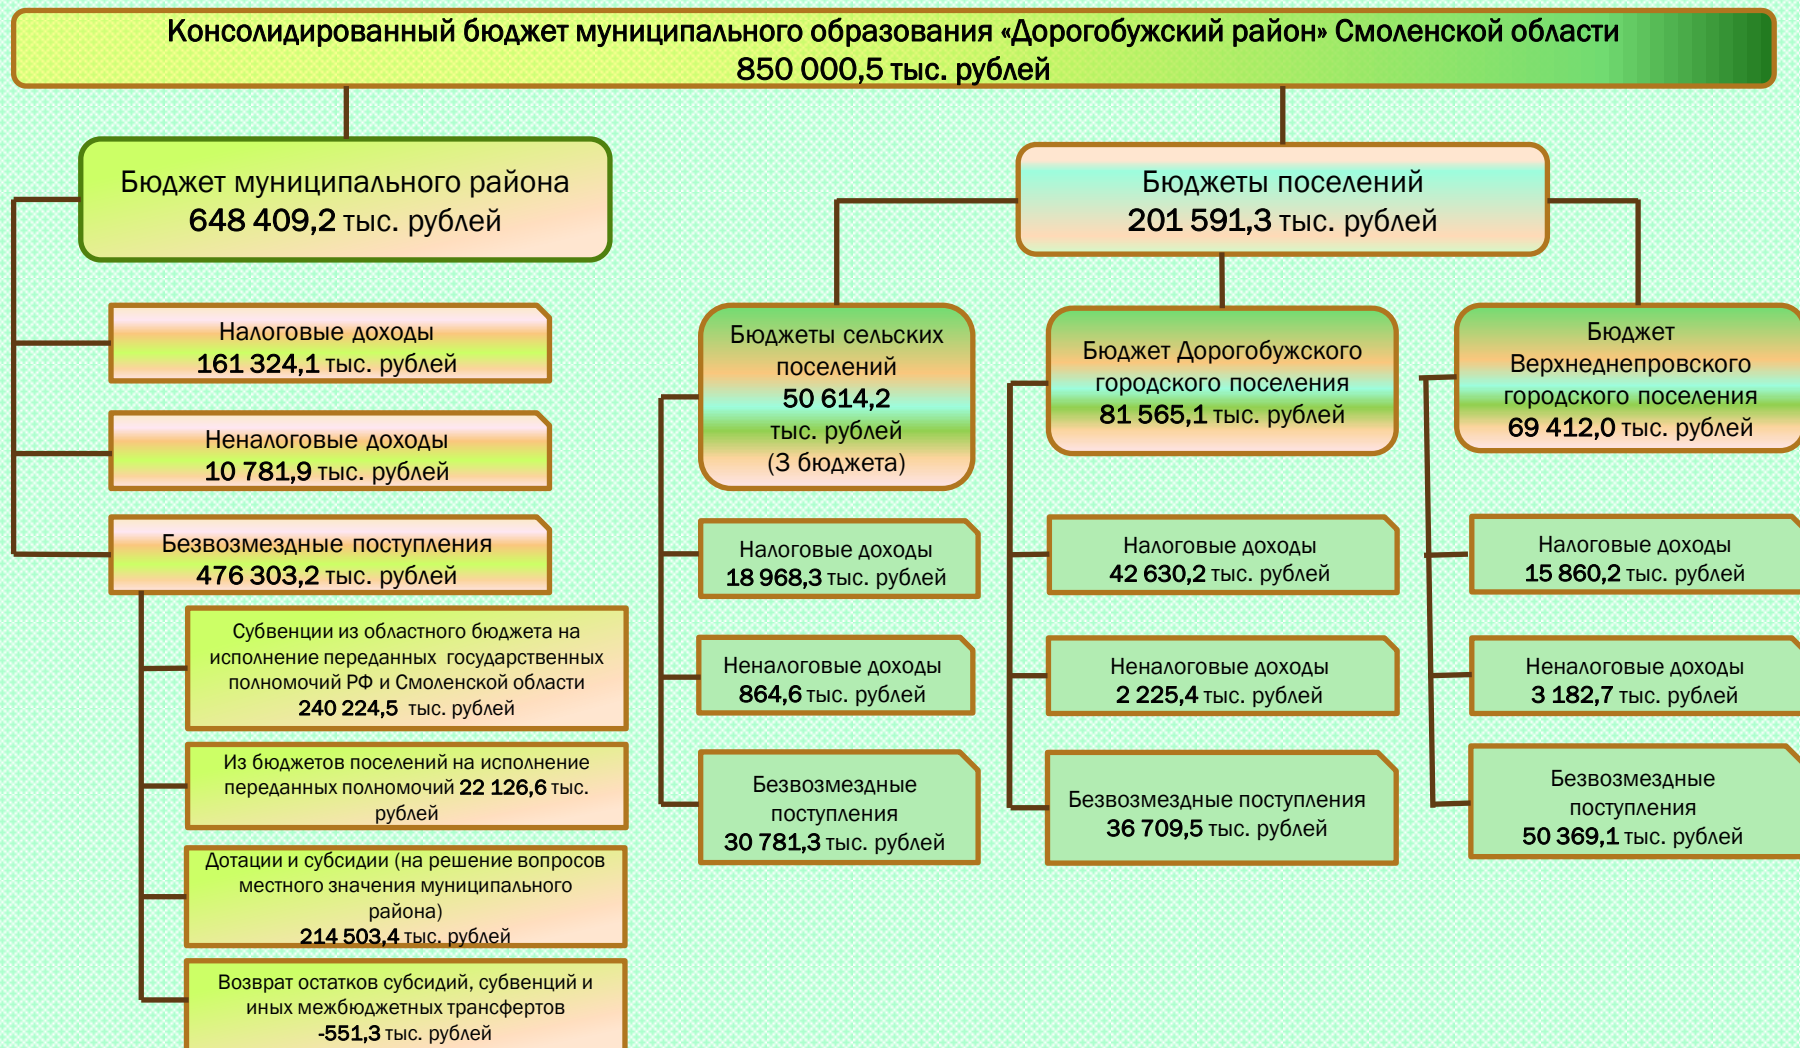 Консолидированный бюджет муниципального образования «Дорогобужский район» Смоленской области
850 000,5 тыс. рублей
Бюджет муниципального района
648 409,2 тыс. рублей
Налоговые доходы
161 324,1 тыс. рублей
Неналоговые доходы
10 781,9 тыс. рублей
Безвозмездные поступления
476 303,2 тыс. рублей
Субвенции из областного бюджета на
исполнение переданных государственных
полномочий РФ и Смоленской области
240 224,5 тыс. рублей
Из бюджетов поселений на исполнение
переданных полномочий 22 126,6 тыс.
рублей
Дотации и субсидии (на решение вопросов
местного значения муниципального
района)
214 503,4 тыс. рублей
Возврат остатков субсидий, субвенций и
иных межбюджетных трансфертов
-551,3 тыс. рублей
Бюджеты поселений
201 591,3 тыс. рублей
Бюджеты сельских
поселений
50 614,2
тыс. рублей
(3 бюджета)
Налоговые доходы
18 968,3 тыс. рублей
Неналоговые доходы
864,6 тыс. рублей
Безвозмездные
поступления
30 781,3 тыс. рублей
Бюджет Дорогобужского
городского поселения
81 565,1 тыс. рублей
Налоговые доходы
42 630,2 тыс. рублей
Неналоговые доходы
2 225,4 тыс. рублей
Безвозмездные поступления
36 709,5 тыс. рублей
Бюджет
Верхнеднепровского
городского поселения
69 412,0 тыс. рублей
Налоговые доходы
15 860,2 тыс. рублей
Неналоговые доходы
3 182,7 тыс. рублей
Безвозмездные
поступления
50 369,1 тыс. рублей